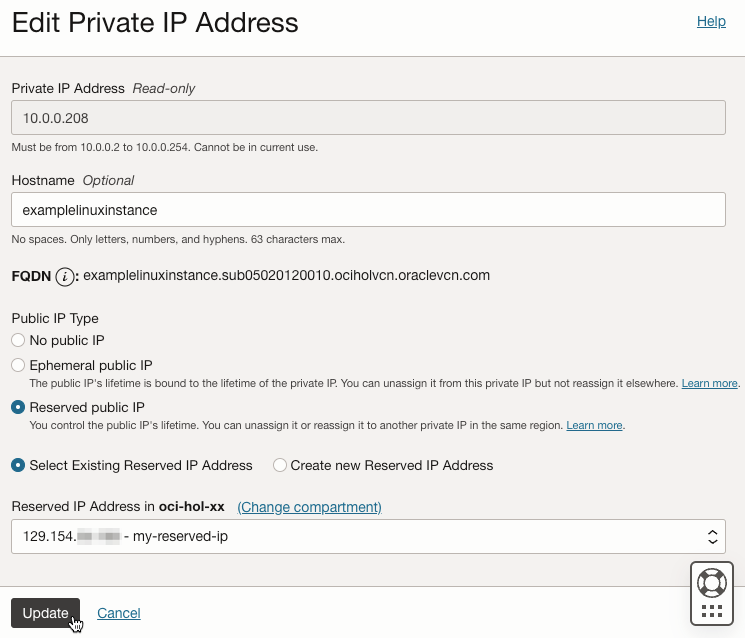 Edit Private IP Address
Help
Private IP Address Read-only
10.0.0.208
Must be from 10.0.0.2 to 10.0.0.254. Cannot be in current use.
Hostname Optional
examplelinuxinstance
No spaces. Only letters, numbers, and hyphens. 63 characters max.
FQDN i : examplelinuxinstance.sub05020120010.ociholvcn.oraclevcn.com
Public IP Type
No public IP
Ephemeral public IP
The public IP's lifetime is bound to the lifetime of the private IP. You can unassign it from this private IP but not reassign it elsewhere. Learn more.
Reserved public IP
You control the public IP's lifetime. You can unassign it or reassign it to another private IP in the same region. Learn more.
Select Existing Reserved IP Address Create new Reserved IP Address
Reserved IP Address in oci-hol-xx (Change compartment)
129.154. - my-reserved-ip
Update Cancel